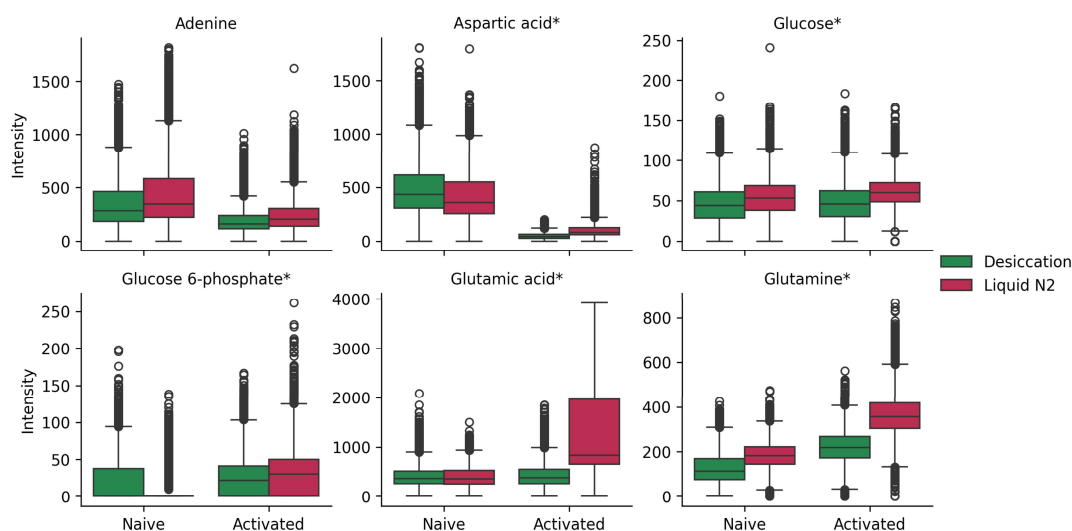 Adenine
Aspartic acid*
Glucose*
Intensity
1500
1000
500
0
1500
1000
500
0
250
200
150
100
50
0
Glucose 6-phosphate*
Glutamic acid*
Glutamine*
Intensity
250
200
150
100
50
0
4000
3000
2000
1000
0
800
600
400
200
0
Naive Activated
Naive Activated
Naive Activated
Desiccation
Liquid N2